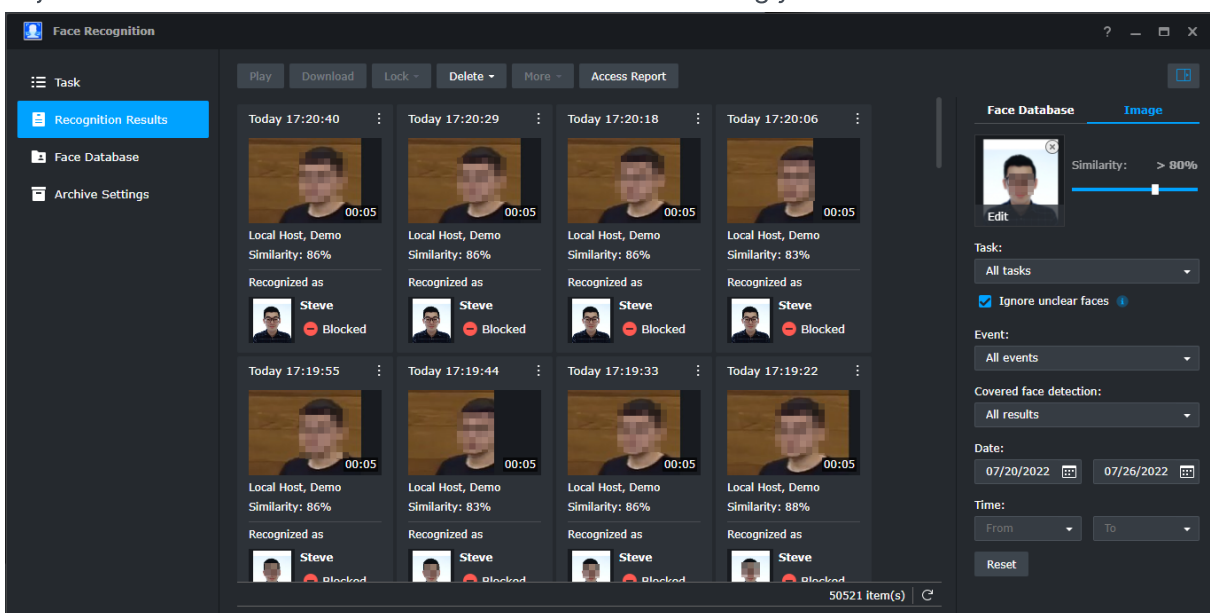 Face Recognition
?
Task
Recognition Results
Face Database
Archive Settings
Play Download Lock Delete More Access Report
Today 17:20:40 Today 17:20:29 Today 17:20:18 Today 17:20:06
00:05 00:05 00:05 00:05
Local Host, Demo Local Host, Demo Local Host, Demo Local Host, Demo
Similarity: 86% Similarity: 86% Similarity: 86% Similarity: 83%
Recognized as Recognized as Recognized as Recognized as
Steve Steve Steve Steve
Blocked Blocked Blocked Blocked
Today 17:19:55 Today 17:19:44 Today 17:19:33 Today 17:19:22
00:05 00:05 00:05 00:05
Local Host, Demo Local Host, Demo Local Host, Demo Local Host, Demo
Similarity: 86% Similarity: 83% Similarity: 86% Similarity: 88%
Recognized as Recognized as Recognized as Recognized as
Steve Steve Steve Steve
Blocked Blocked Blocked Blocked
50521 item(s)
Face Database Image
Similarity: > 80%
Edit
Task:
All tasks
Ignore unclear faces
Event:
All events
Covered face detection:
All results
Date:
07/20/2022 07/26/2022
Time:
From To
Reset